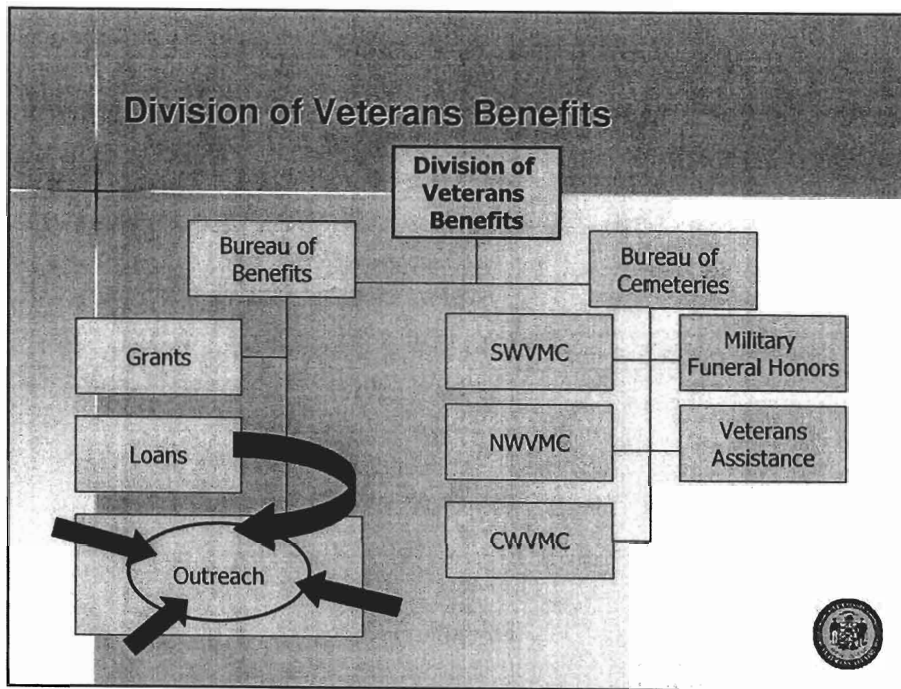 Division of Veterans Benefits
Division of
Veterans
Benefits
Bureau of
Benefits
Bureau of
Cemeteries
Grants
SWVMC
Military
Funeral Honors
Loans
NWVMC
Veterans
Assistance
Outreach
CWVMC